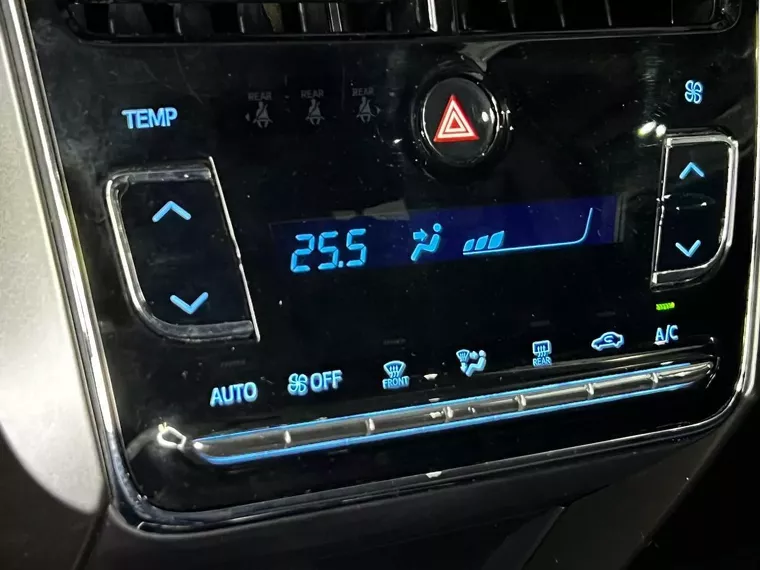 REAR REAR REAR
TEMP
25.5
AUTO OFF FRONT REAR A/C